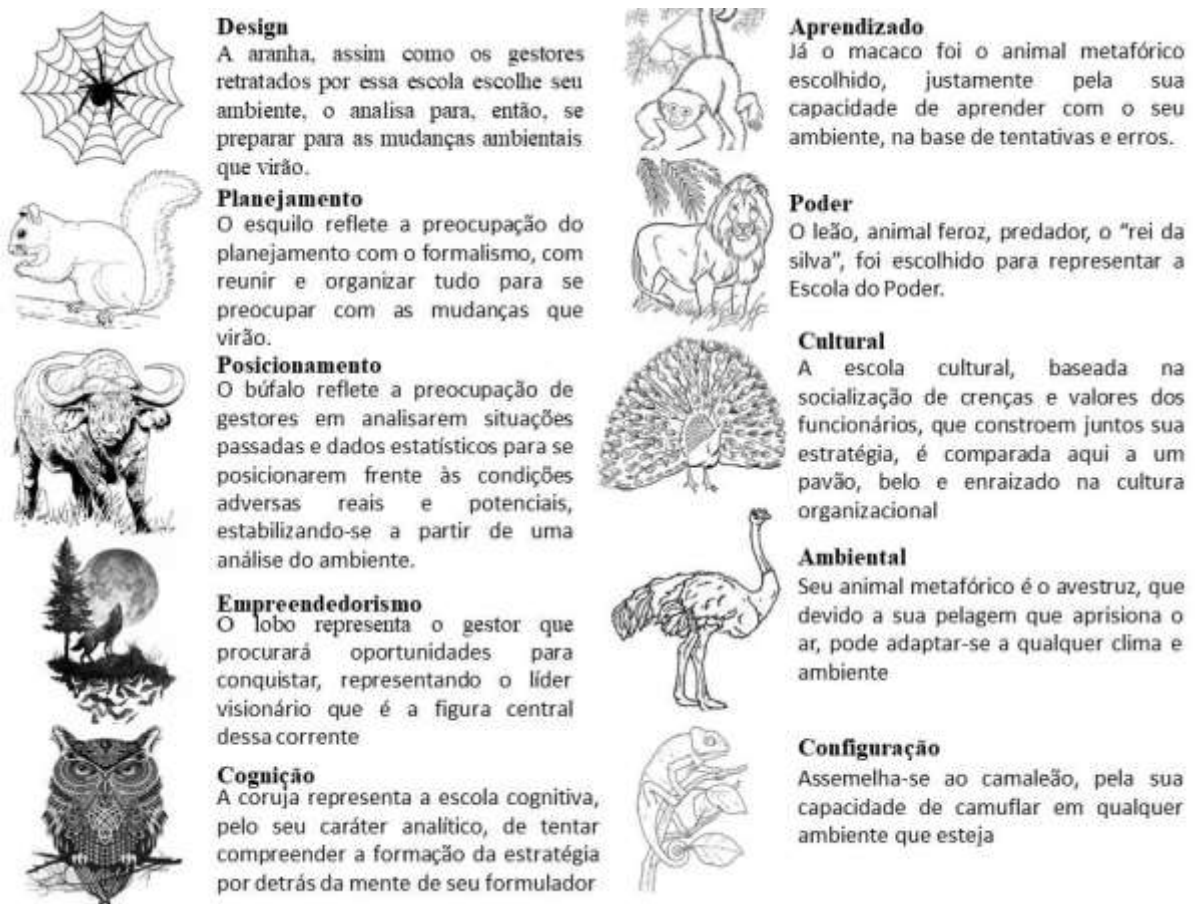 Design
A aranha, assim como os gestores
retratados por essa escola escolhe seu
ambiente, o analisa para, então, se
preparar para as mudanças ambientais
que virão.
Planejamento
O esquilo reflete a preocupação do
planejamento com o formalismo, com
reunir e organizar tudo para se
preocupar com as mudanças que
virão.
Posicionamento
O búfalo reflete a preocupação de
gestores em analisarem situações
passadas e dados estatísticos para se
posicionarem frente às condições
adversas reais e potenciais,
estabilizando-se a partir de uma
análise do ambiente.
Empreendedorismo
O lobo representa o gestor que
procurará oportunidades para
conquistar, representando o líder
visionário que é a figura central
dessa corrente
Cognição
A coruja representa a escola cognitiva,
pelo seu caráter analítico, de tentar
compreender a formação da estratégia
por detrás da mente de seu formulador
Aprendizado
Já o macaco foi o animal metafórico
escolhido, justamente pela sua
capacidade de aprender com o seu
ambiente, na base de tentativas e erros.
Poder
O leão, animal feroz, predador, o “rei da
silva”, foi escolhido para representar a
Escola do Poder.
Cultural
A escola cultural, baseada na
socialização de crenças e valores dos
funcionários, que constroem juntos sua
estratégia, é comparada aqui a um
pavão, belo e enraizado na cultura
organizacional
Ambiental
Seu animal metafórico é o avestruz, que
devido a sua pelagem que aprisiona o
ar, pode adaptar-se a qualquer clima e
ambiente
Configuração
Assemelha-se ao camaleão, pela sua
capacidade de camuflar em qualquer
ambiente que esteja